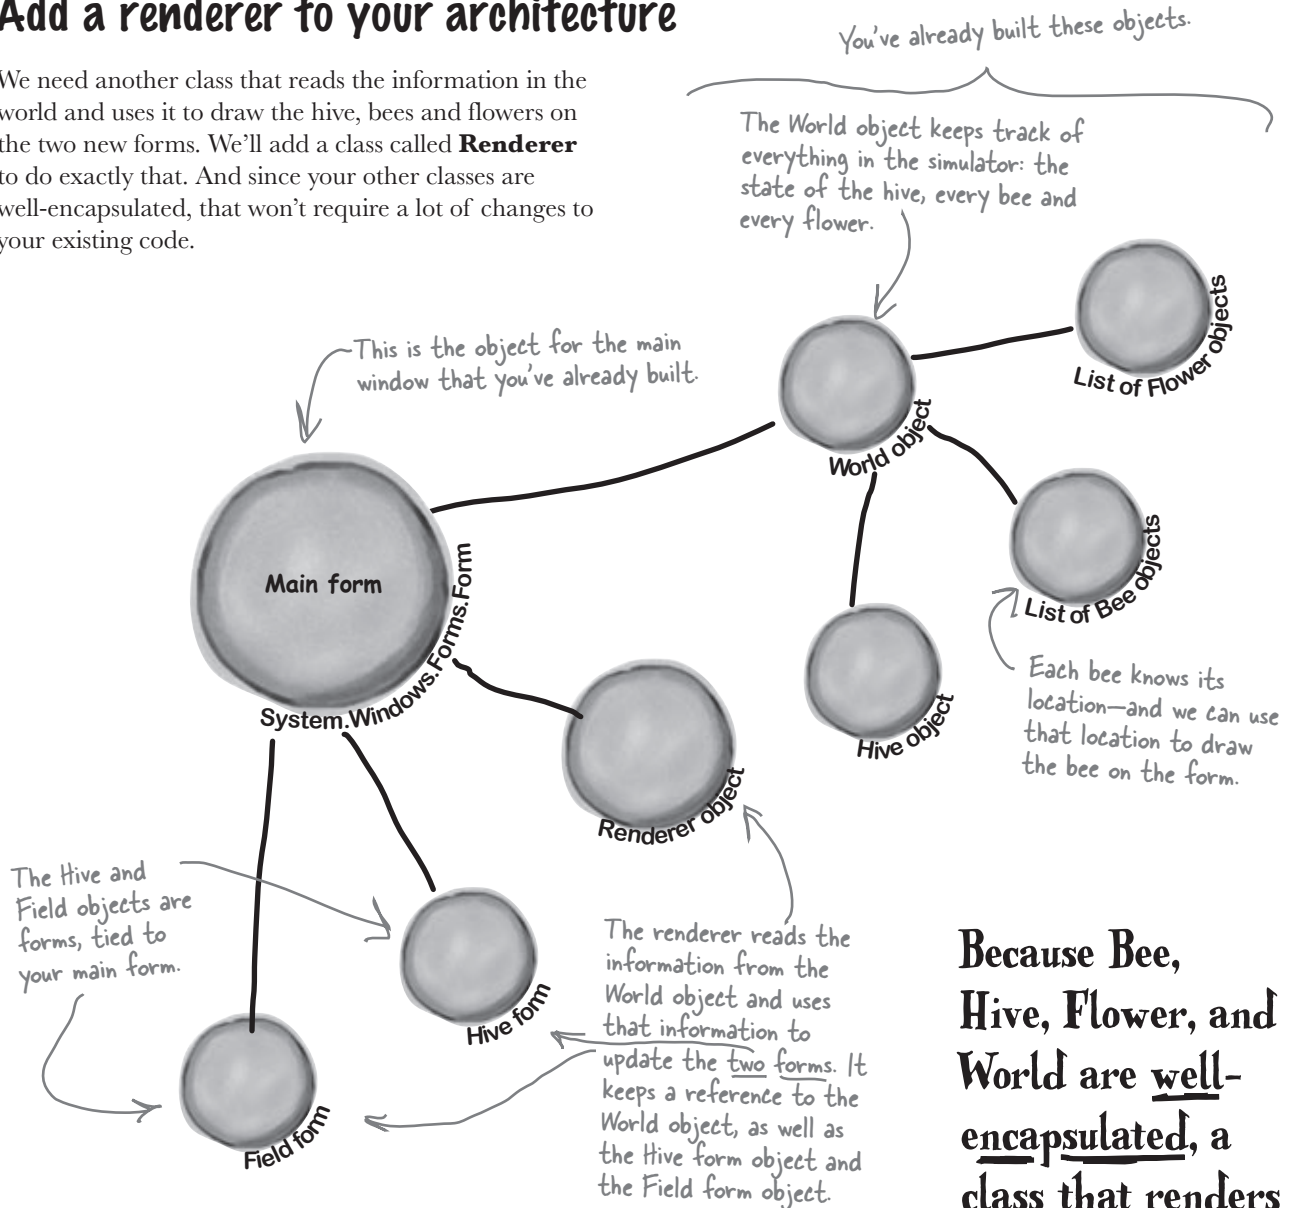 Add a renderer to your architecture
We need another class that reads the information in the
world and uses it to draw the hive, bees and flowers on
the two new forms. We'll add a class called Renderer
to do exactly that. And since your other classes are
well-encapsulated, that won't require a lot of changes to
your existing code.
You've already built these objects.
The World object keeps track of
everything in the simulator: the
state of the hive, every bee and
every flower.
This is the object for the main
window that you've already built.
List of Flower objects
World object
List of Bee objects
Main form
System.Windows.Forms.Form
Hive object
Each bee knows its
location—and we can use
that location to draw
the bee on the form.
Renderer object
The Hive and
Field objects are
forms, tied to
your main form.
Hive form
Field form
The renderer reads the
information from the
World object and uses
that information to
update the two forms. It
keeps a reference to the
World object, as well as
the Hive form object and
the Field form object.
Because Bee,
Hive, Flower, and
World are well-
encapsulated, a
class that renders